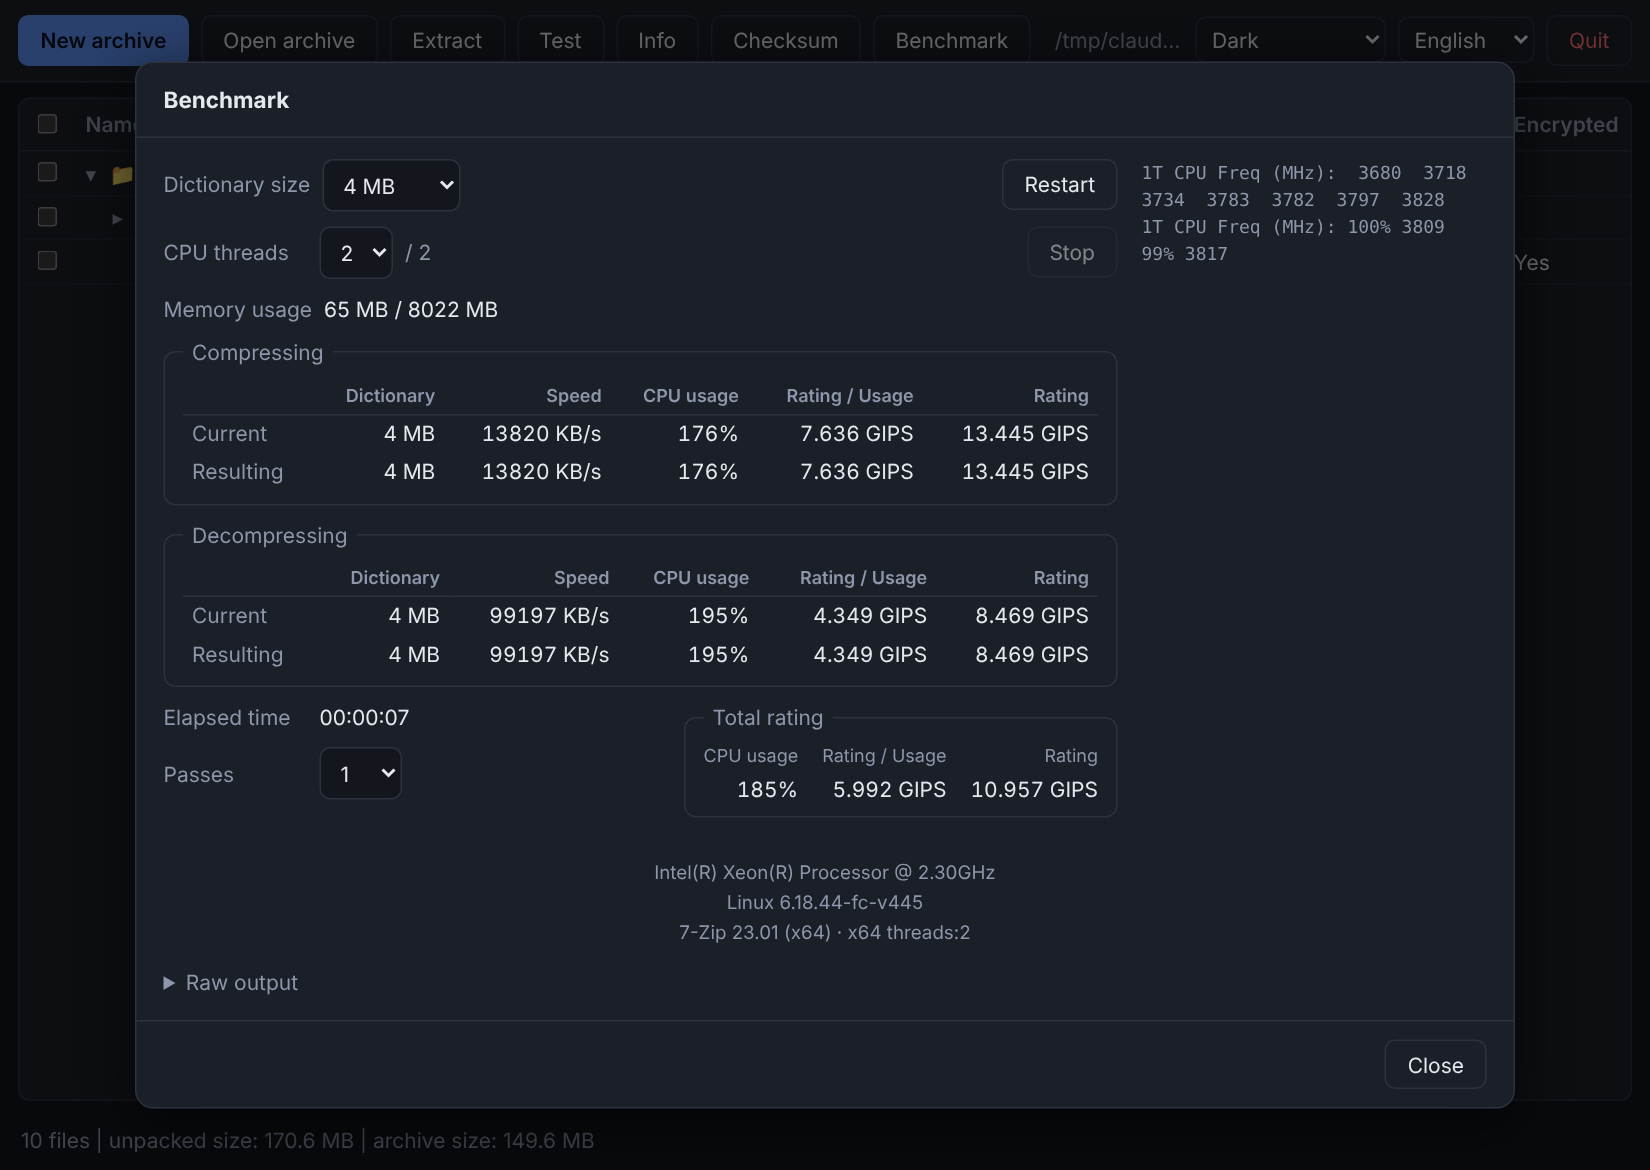 New archive Open archive Extract Test Info Checksum Benchmark /tmp/claud... Dark English Quit
Benchmark
Encrypted
Yes
Dictionary size 4 MB Restart
CPU threads 2 / 2 Stop
Memory usage 65 MB / 8022 MB
1T CPU Freq (MHz): 3680 3718
3734 3783 3782 3797 3828
1T CPU Freq (MHz): 100% 3809
99% 3817
Compressing
Dictionary Speed CPU usage Rating / Usage Rating
Current 4 MB 13820 KB/s 176% 7.636 GIPS 13.445 GIPS
Resulting 4 MB 13820 KB/s 176% 7.636 GIPS 13.445 GIPS
Decompressing
Dictionary Speed CPU usage Rating / Usage Rating
Current 4 MB 99197 KB/s 195% 4.349 GIPS 8.469 GIPS
Resulting 4 MB 99197 KB/s 195% 4.349 GIPS 8.469 GIPS
Elapsed time 00:00:07
Passes 1
Total rating
CPU usage Rating / Usage Rating
185% 5.992 GIPS 10.957 GIPS
Intel(R) Xeon(R) Processor @ 2.30GHz
Linux 6.18.44-fc-v445
7-Zip 23.01 (x64) · x64 threads:2
Raw output
Close
10 files | unpacked size: 170.6 MB | archive size: 149.6 MB